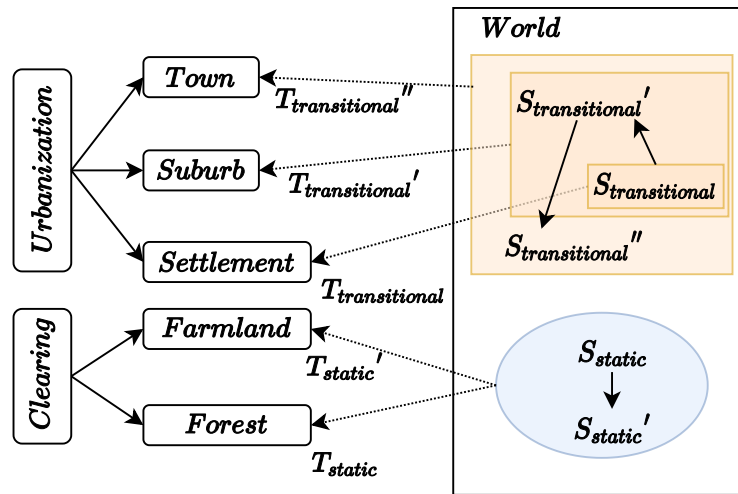 World
Town
T_transitional''
S_transitional'
Urbanization
Suburb
T_transitional'
S_transitional
Settlement
S_transitional''
T_transitional
Farmland
T_static'
S_static
Clearing
Forest
S_static'
T_static